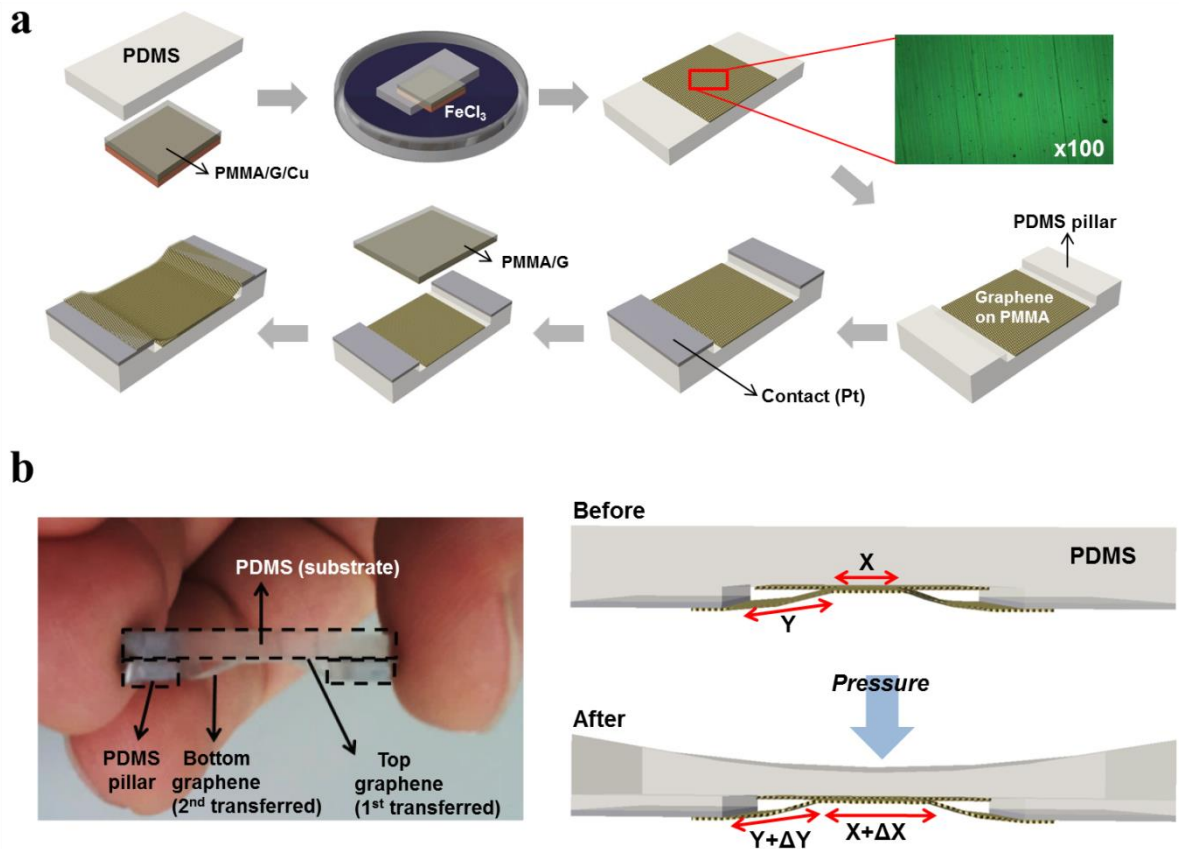 a
PDMS
PMMA/G/Cu
FeCl₃
x100
PDMS pillar
Graphene
on PMMA
Contact (Pt)
PMMA/G
b
PDMS (substrate)
PDMS
pillar
Bottom
graphene
(2nd transferred)
Top
graphene
(1st transferred)
Before
PDMS
X
Y
Pressure
After
Y+ΔY
X+ΔX